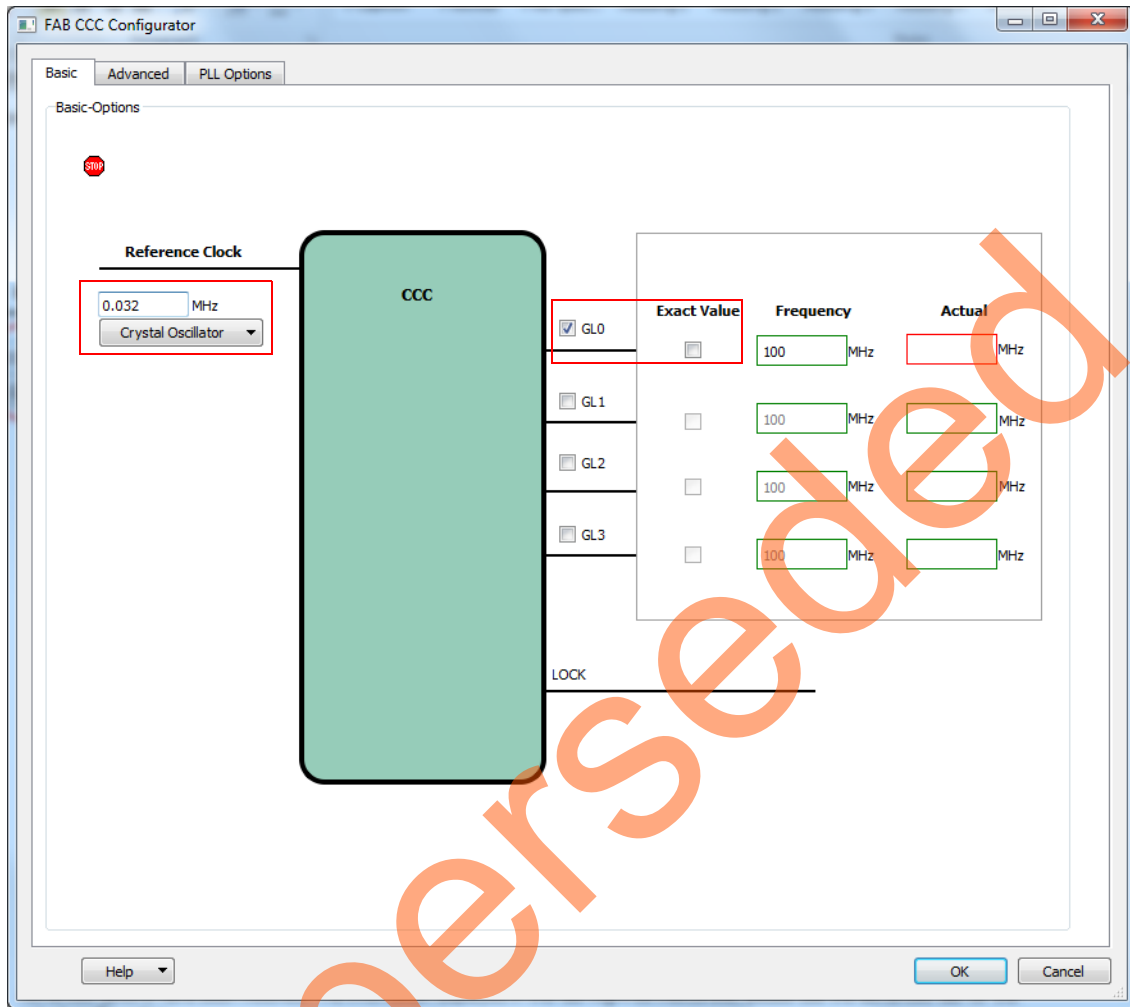 FAB CCC Configurator
Basic Advanced PLL Options
Basic-Options
STOP
Reference Clock
0.032 MHz
Crystal Oscillator
CCC
Exact Value Frequency Actual
GL0 100 MHz MHz
GL1 100 MHz MHz
GL2 100 MHz MHz
GL3 100 MHz MHz
LOCK
Help OK Cancel
perseded